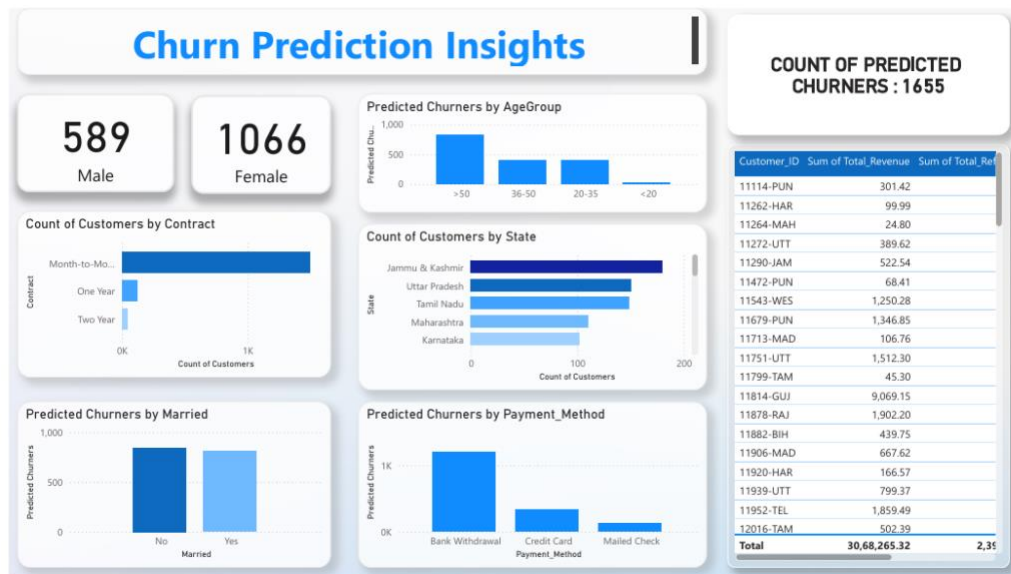 Churn Prediction Insights
COUNT OF PREDICTED
CHURNERS : 1655
589
Male
1066
Female
Predicted Churners by AgeGroup
Predicted Chu...
1,000
500
0
>50
36-50
20-35
<20
Count of Customers by Contract
Contract
Month-to-Mo...
One Year
Two Year
0K
1K
Count of Customers
Count of Customers by State
State
Jammu & Kashmir
Uttar Pradesh
Tamil Nadu
Maharashtra
Karnataka
0
100
200
Count of Customers
Predicted Churners by Married
Predicted Churners
1,000
500
0
No
Yes
Married
Predicted Churners by Payment_Method
Predicted Churners
1K
0K
Bank Withdrawal
Credit Card
Mailed Check
Payment_Method
Customer_ID Sum of Total_Revenue Sum of Total_Ref
11114-PUN 301.42
11262-HAR 99.99
11264-MAH 24.80
11272-UTT 389.62
11290-JAM 522.54
11472-PUN 68.41
11543-WES 1,250.28
11679-PUN 1,346.85
11713-MAD 106.76
11751-UTT 1,512.30
11799-TAM 45.30
11814-GUJ 9,069.15
11878-RAJ 1,902.20
11882-BIH 439.75
11906-MAD 667.62
11920-HAR 166.57
11939-UTT 799.37
11952-TEL 1,859.49
12016-TAM 502.39
Total 30,68,265.32 2,39